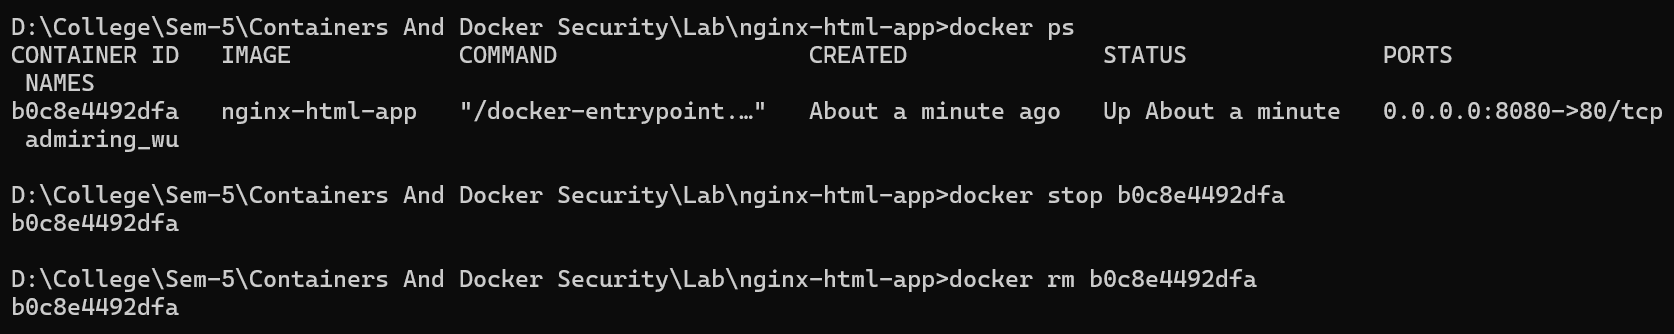 D:\College\Sem-5\Containers And Docker Security\Lab\nginx-html-app>docker ps
CONTAINER ID   IMAGE            COMMAND                  CREATED              STATUS              PORTS
 NAMES
b0c8e4492dfa   nginx-html-app   "/docker-entrypoint.…"   About a minute ago   Up About a minute   0.0.0.0:8080->80/tcp
 admiring_wu
D:\College\Sem-5\Containers And Docker Security\Lab\nginx-html-app>docker stop b0c8e4492dfa
b0c8e4492dfa
D:\College\Sem-5\Containers And Docker Security\Lab\nginx-html-app>docker rm b0c8e4492dfa
b0c8e4492dfa